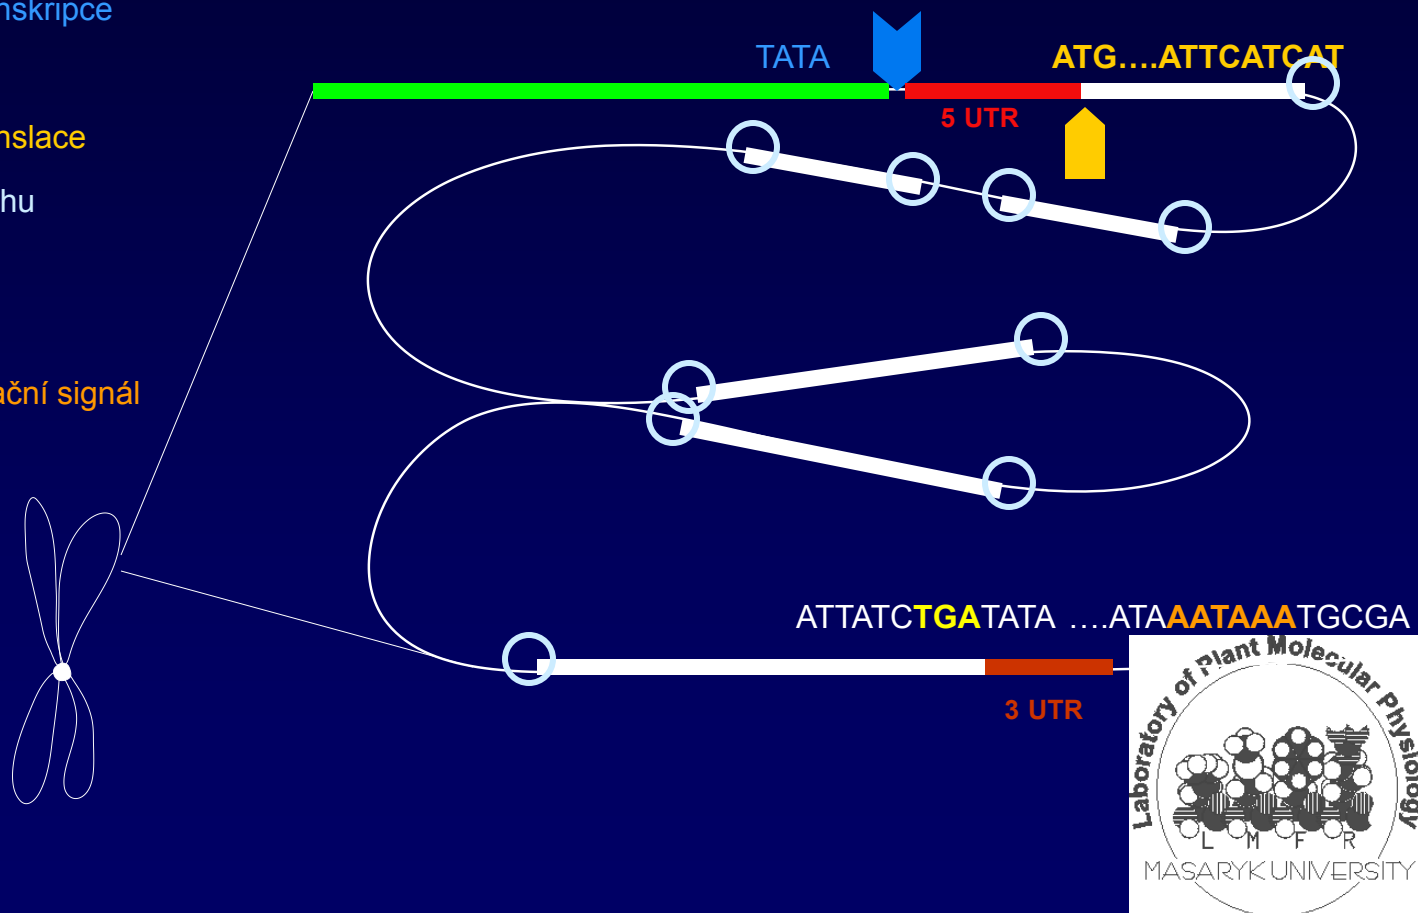 nskripce
TATA
ATG….ATTCATCAT
5 UTR
nslace
hu
ační signál
ATTATCTGATATA ….ATAAATAAATGCGA
3 UTR
Laboratory of Plant Molecular Physiology
L M F R
MASARYK UNIVERSITY